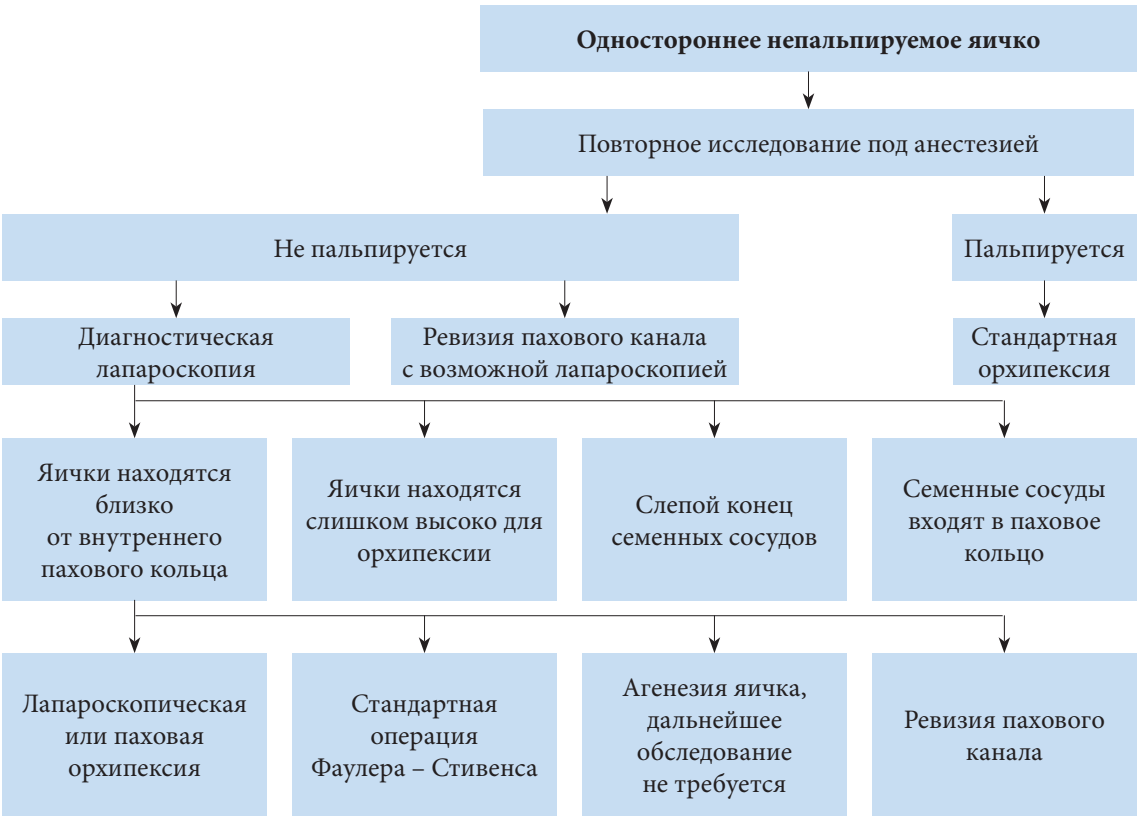 Одностороннее непальпируемое яичко
Повторное исследование под анестезией
Не пальпируется
Пальпируется
Диагностическая
лапароскопия
Ревизия пахового канала
с возможной лапароскопией
Стандартная
орхипексия
Яички находятся
близко
от внутреннего
пахового кольца
Яички находятся
слишком высоко для
орхипексии
Слепой конец
семенных сосудов
Семенные сосуды
входят в паховое
кольцо
Лапароскопическая
или паховая
орхипексия
Стандартная
операция
Фаулера – Стивенса
Агенезия яичка,
дальнейшее
обследование
не требуется
Ревизия пахового
канала